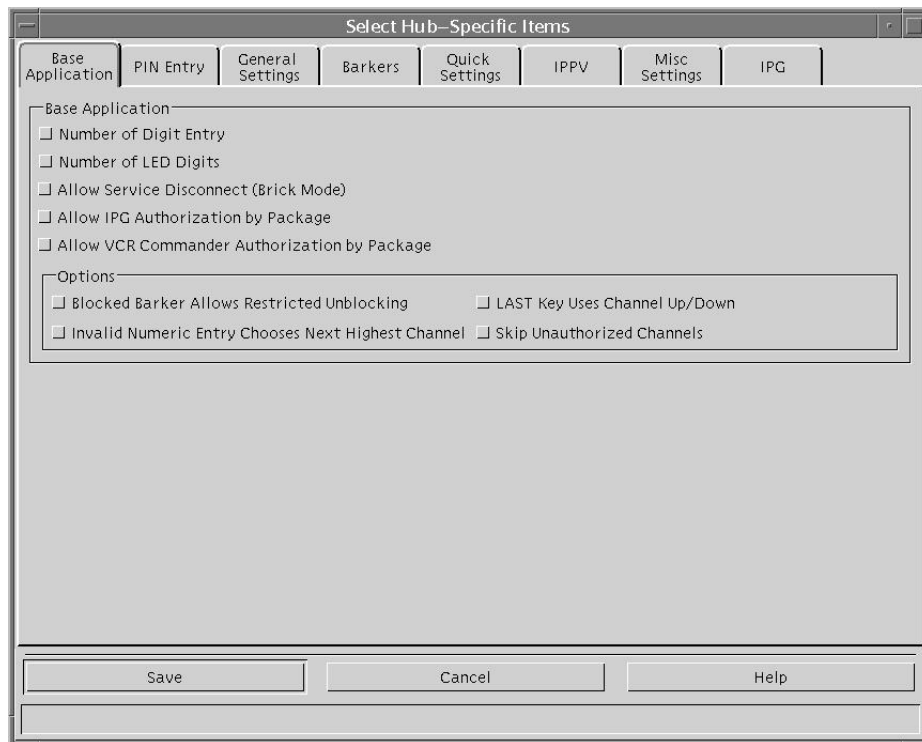 Select Hub–Specific Items
Base Application
PIN Entry
General Settings
Barkers
Quick Settings
IPPV
Misc Settings
IPG
Base Application
Number of Digit Entry
Number of LED Digits
Allow Service Disconnect (Brick Mode)
Allow IPG Authorization by Package
Allow VCR Commander Authorization by Package
Options
Blocked Barker Allows Restricted Unblocking
LAST Key Uses Channel Up/Down
Invalid Numeric Entry Chooses Next Highest Channel
Skip Unauthorized Channels
Save
Cancel
Help